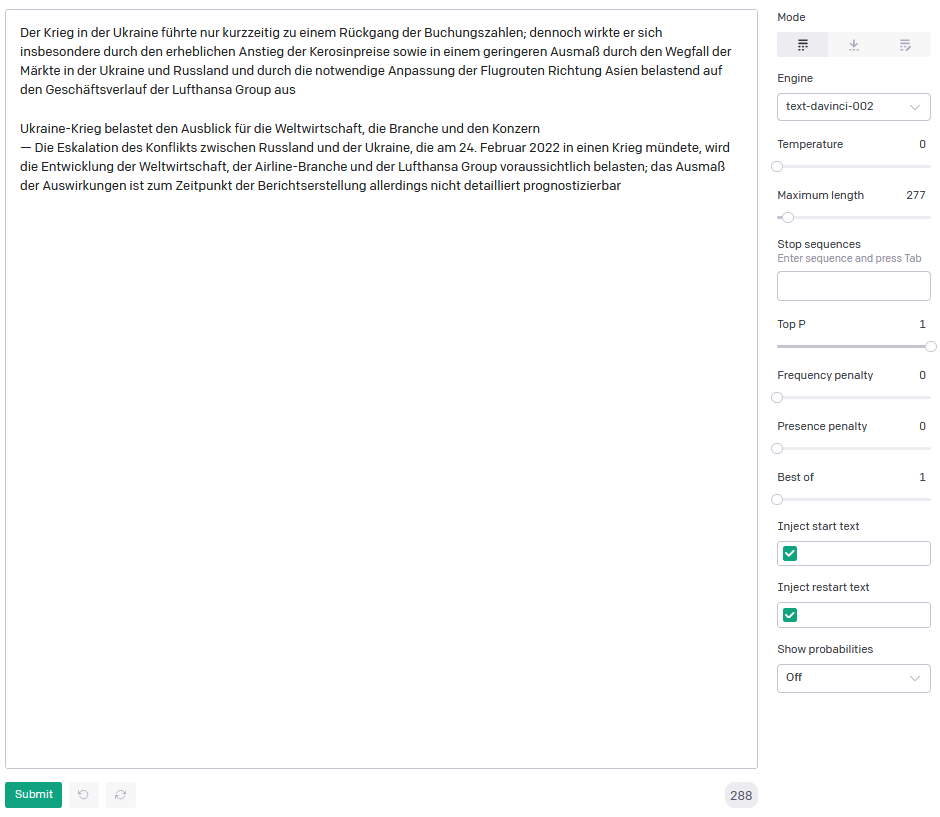 Der Krieg in der Ukraine führte nur kurzzeitig zu einem Rückgang der Buchungszahlen; dennoch wirkte er sich
insbesondere durch den erheblichen Anstieg der Kerosinpreise sowie in einem geringeren Ausmaß durch den Wegfall der
Märkte in der Ukraine und Russland und durch die notwendige Anpassung der Flugrouten Richtung Asien belastend auf
den Geschäftsverlauf der Lufthansa Group aus
Ukraine-Krieg belastet den Ausblick für die Weltwirtschaft, die Branche und den Konzern
— Die Eskalation des Konflikts zwischen Russland und der Ukraine, die am 24. Februar 2022 in einen Krieg mündete, wird
die Entwicklung der Weltwirtschaft, der Airline-Branche und der Lufthansa Group voraussichtlich belasten; das Ausmaß
der Auswirkungen ist zum Zeitpunkt der Berichtserstellung allerdings nicht detailliert prognostizierbar
Submit
288
Mode
Engine
text-davinci-002
Temperature 0
Maximum length 277
Stop sequences
Enter sequence and press Tab
Top P 1
Frequency penalty 0
Presence penalty 0
Best of 1
Inject start text
Inject restart text
Show probabilities
Off